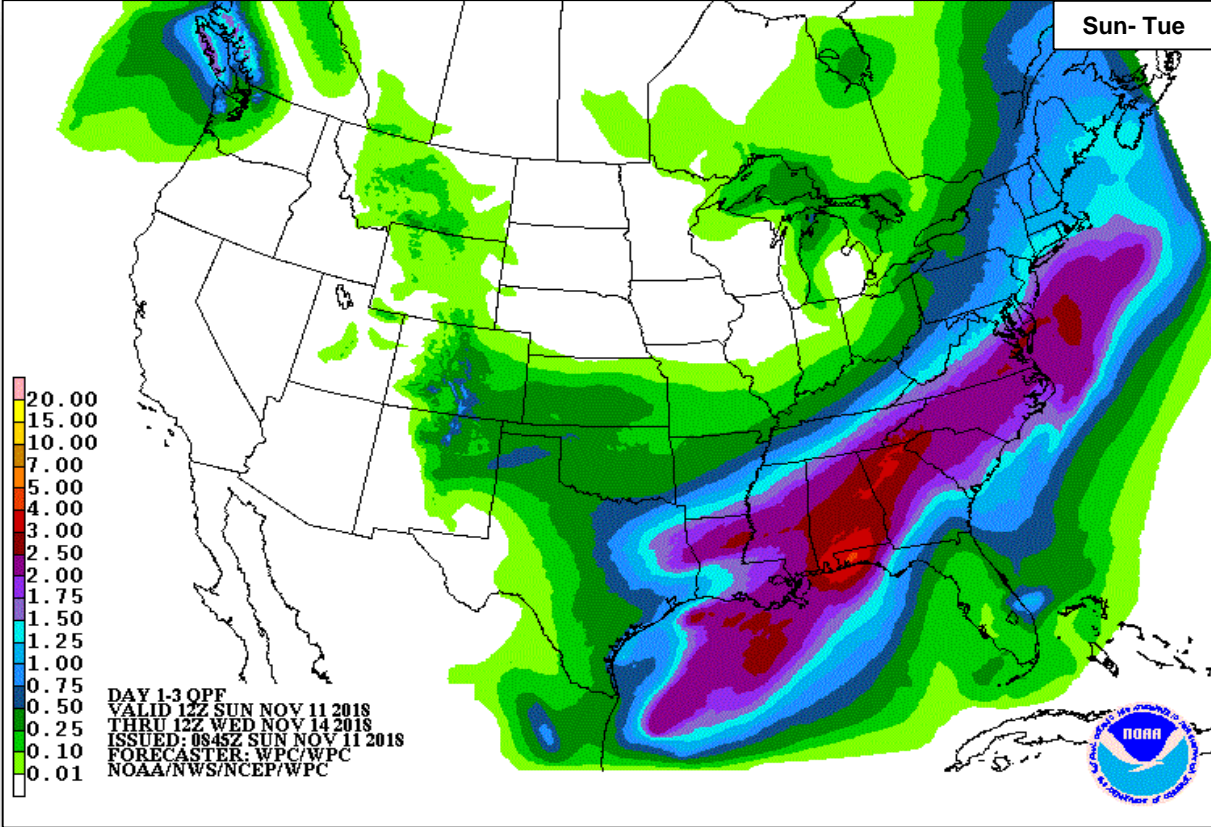 Sun- Tue
20.00
15.00
10.00
7.00
5.00
4.00
3.00
2.50
2.00
1.75
1.50
1.25
1.00
0.75
0.50
0.25
0.10
0.01
DAY 1-3 QPF
VALID 12Z SUN NOV 11 2018
THRU 12Z WED NOV 14 2018
ISSUED: 0845Z SUN NOV 11 2018
FORECASTER: WPC/WPC
NOAA/NWS/NCEP/WPC
NOAA